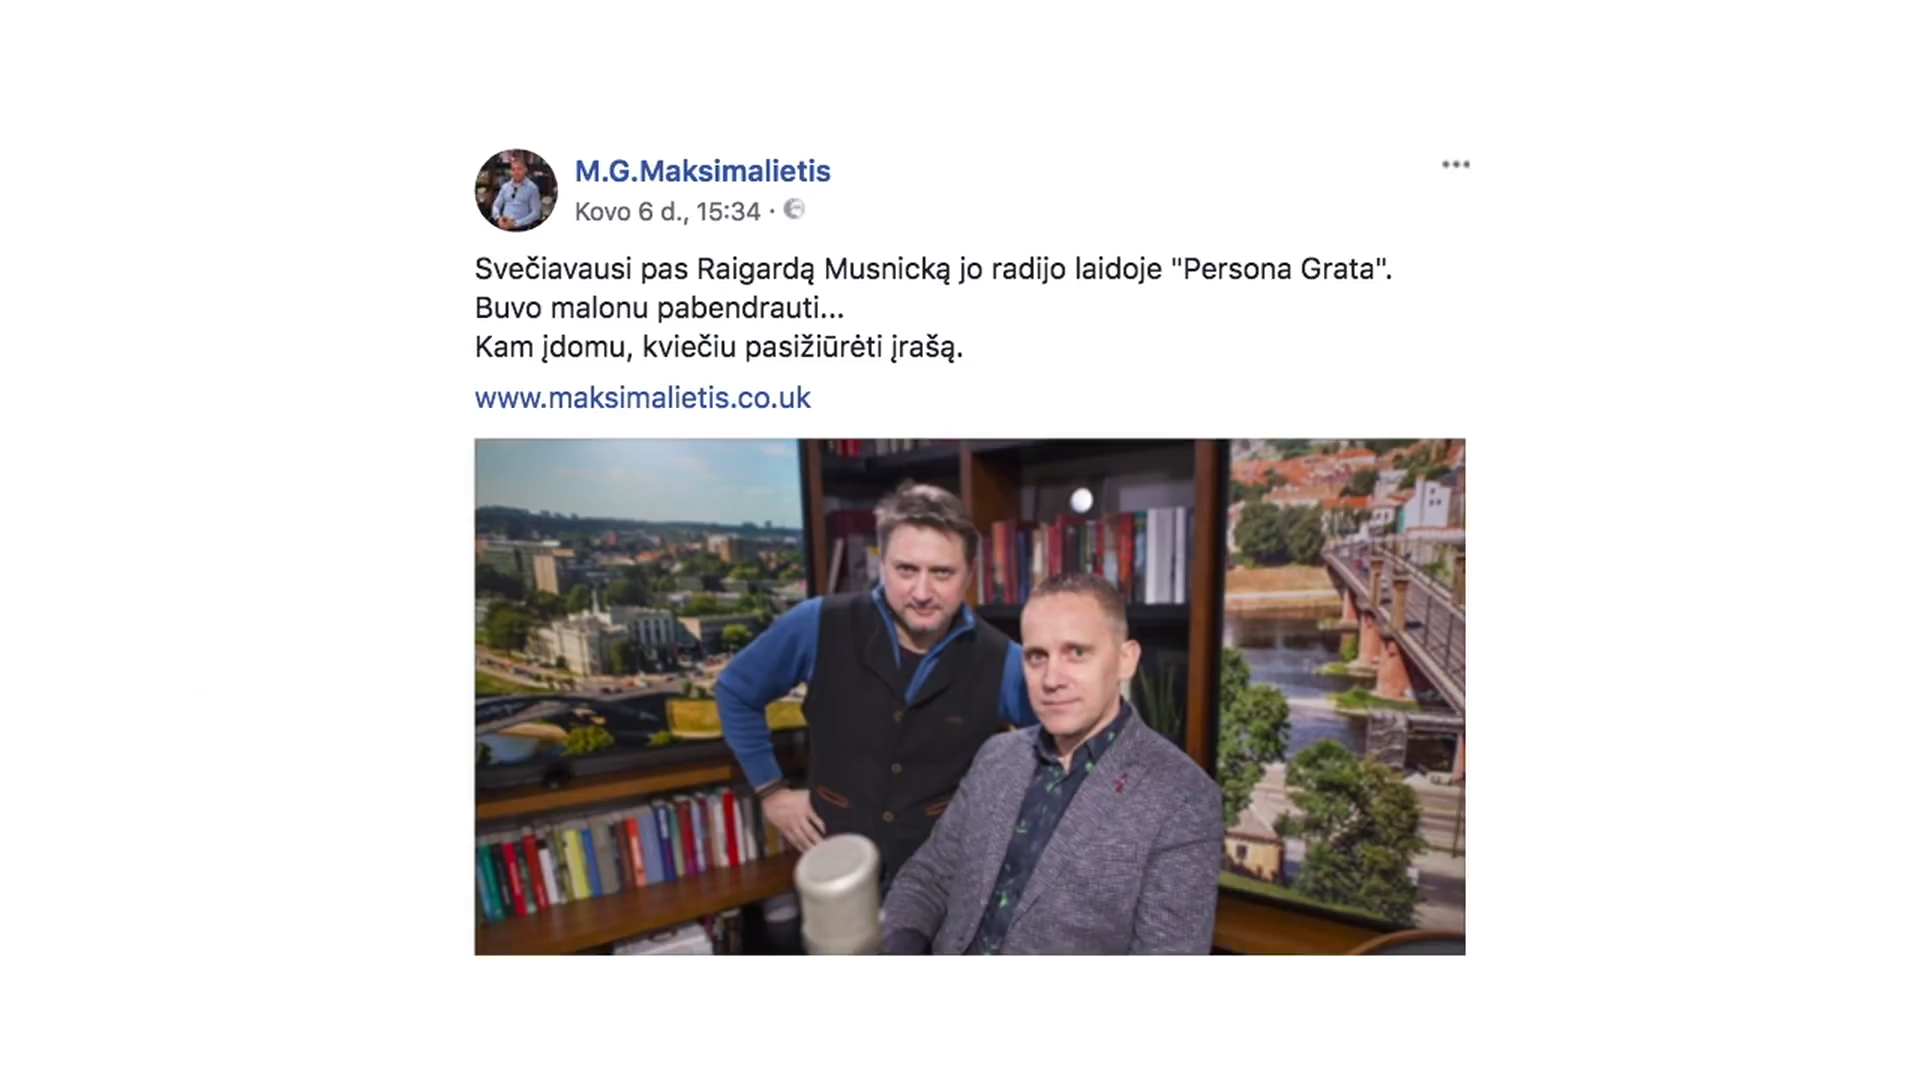 M.G.Maksimalietis
Kovo 6 d., 15:34 ·
Svečiavausi pas Raigardą Musnicką jo radijo laidoje "Persona Grata".
Buvo malonu pabendrauti...
Kam įdomu, kviečiu pasižiūrėti įrašą.
www.maksimalietis.co.uk